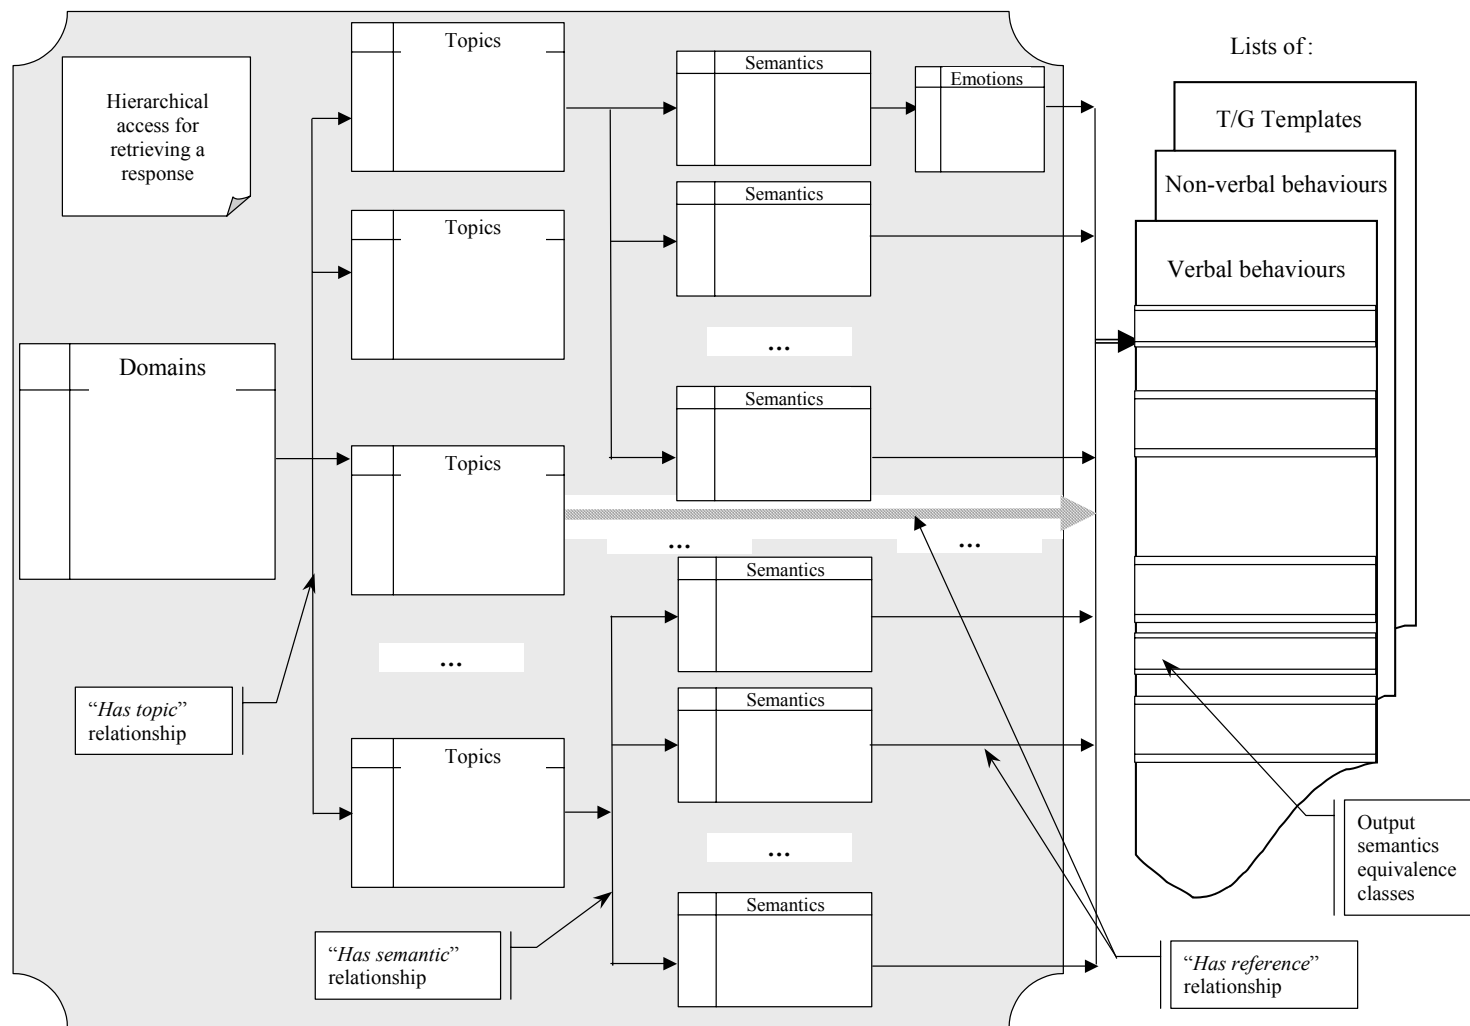 Hierarchical
access for
retrieving a
response
Topics
Semantics
Emotions
Lists of:
T/G Templates
Semantics
Non-verbal behaviours
Topics
Verbal behaviours
...
Domains
Semantics
Topics
...
...
Semantics
...
"Has topic"
relationship
Semantics
Topics
...
Output
semantics
equivalence
classes
Semantics
"Has semantic"
relationship
"Has reference"
relationship